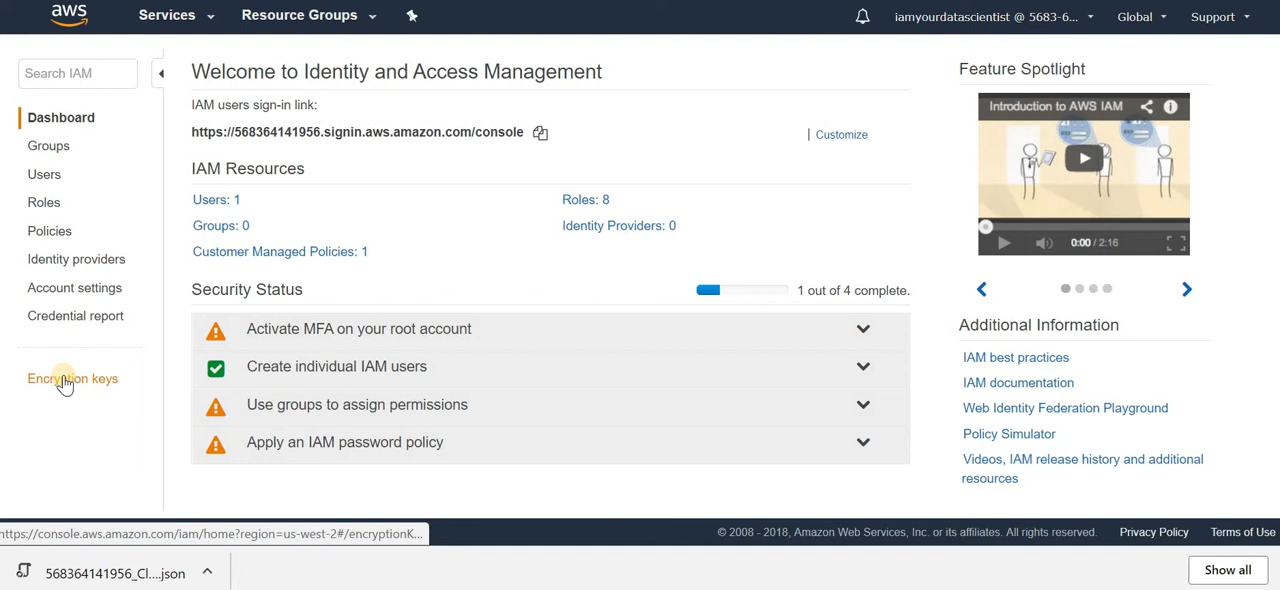 aws
Services
Resource Groups
iamyourdatascientist @ 5683-6...
Global
Support
Search IAM
Dashboard
Groups
Users
Roles
Policies
Identity providers
Account settings
Credential report
Encryption keys
Welcome to Identity and Access Management
IAM users sign-in link:
https://568364141956.signin.aws.amazon.com/console
| Customize
IAM Resources
Users: 1
Roles: 8
Groups: 0
Identity Providers: 0
Customer Managed Policies: 1
Security Status
1 out of 4 complete.
Activate MFA on your root account
Create individual IAM users
Use groups to assign permissions
Apply an IAM password policy
Feature Spotlight
Introduction to AWS IAM
0:00 / 2:16
Additional Information
IAM best practices
IAM documentation
Web Identity Federation Playground
Policy Simulator
Videos, IAM release history and additional
resources
https://console.aws.amazon.com/iam/home?region=us-west-2#/encryptionK...
© 2008 - 2018, Amazon Web Services, Inc. or its affiliates. All rights reserved.
Privacy Policy
Terms of Use
568364141956_Cl....json
Show all